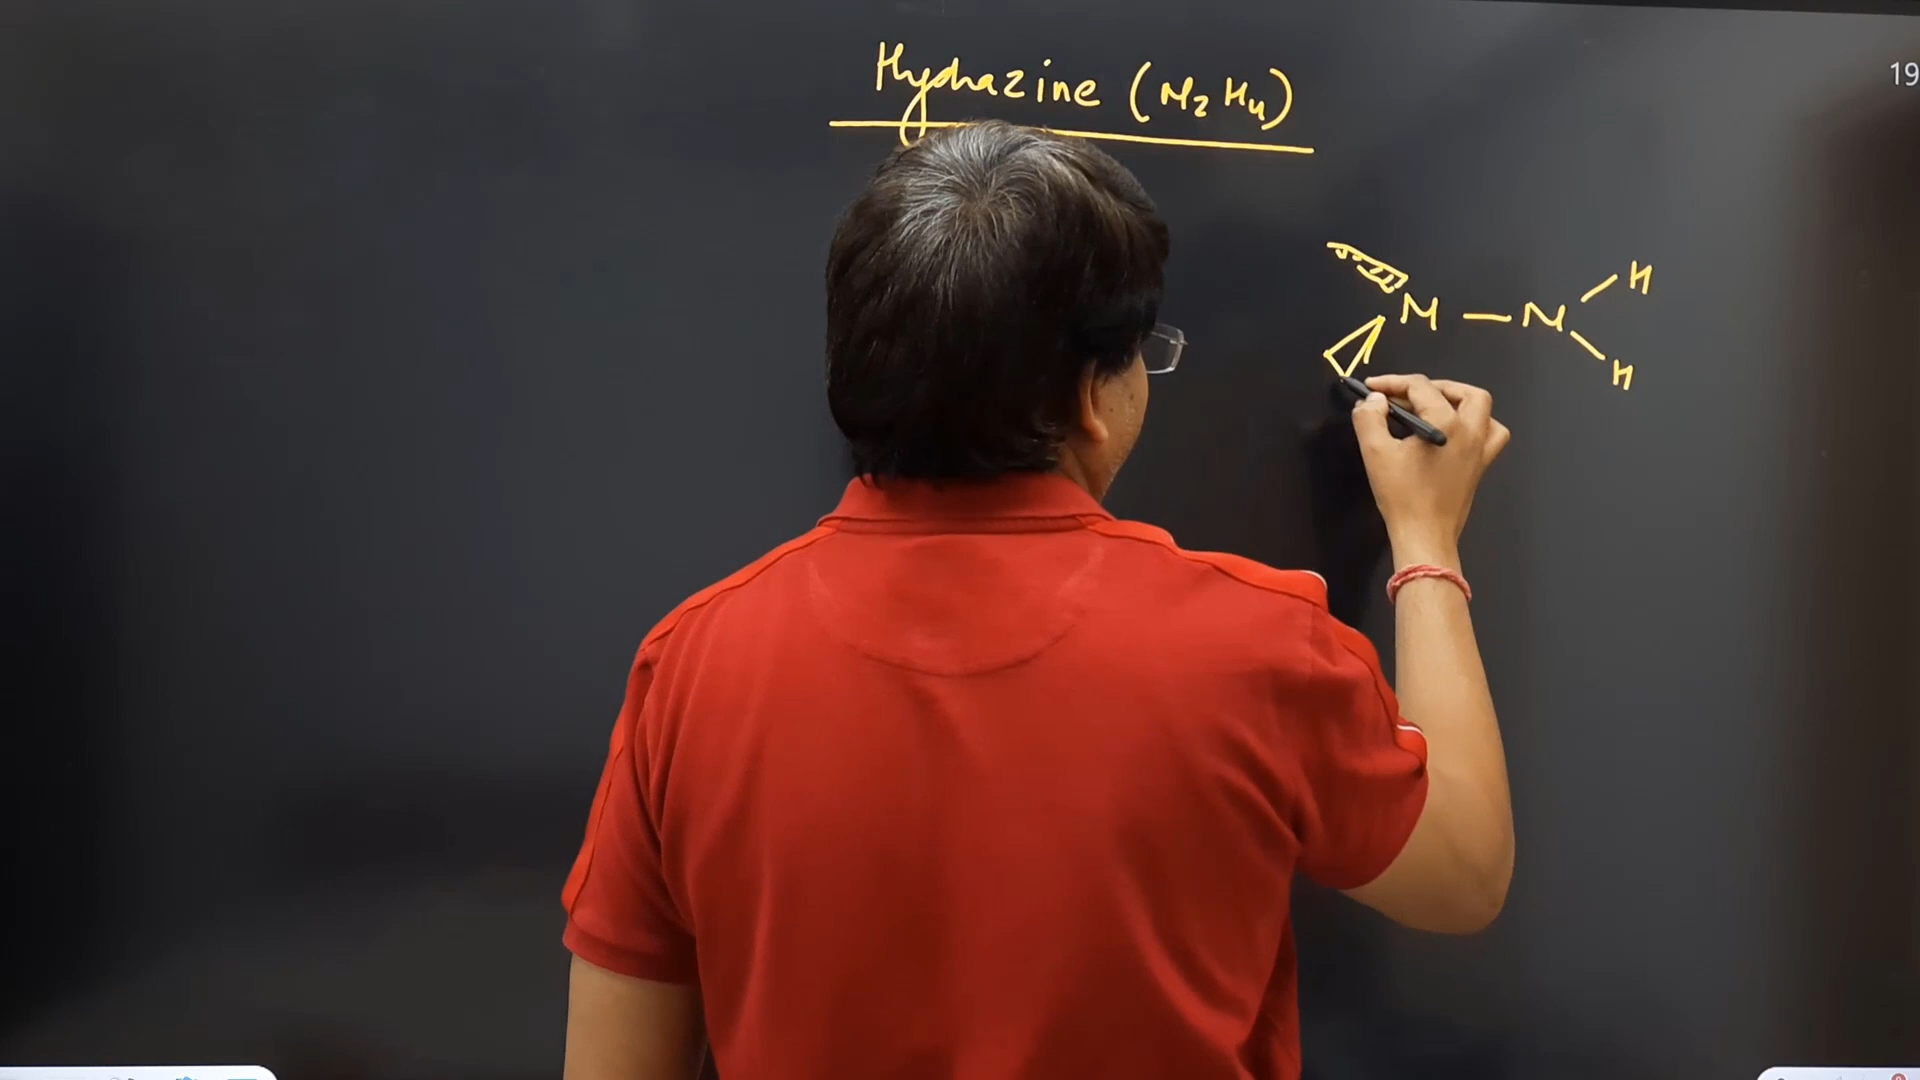 Hydrazine (N2H4)
19
H
N — N
H